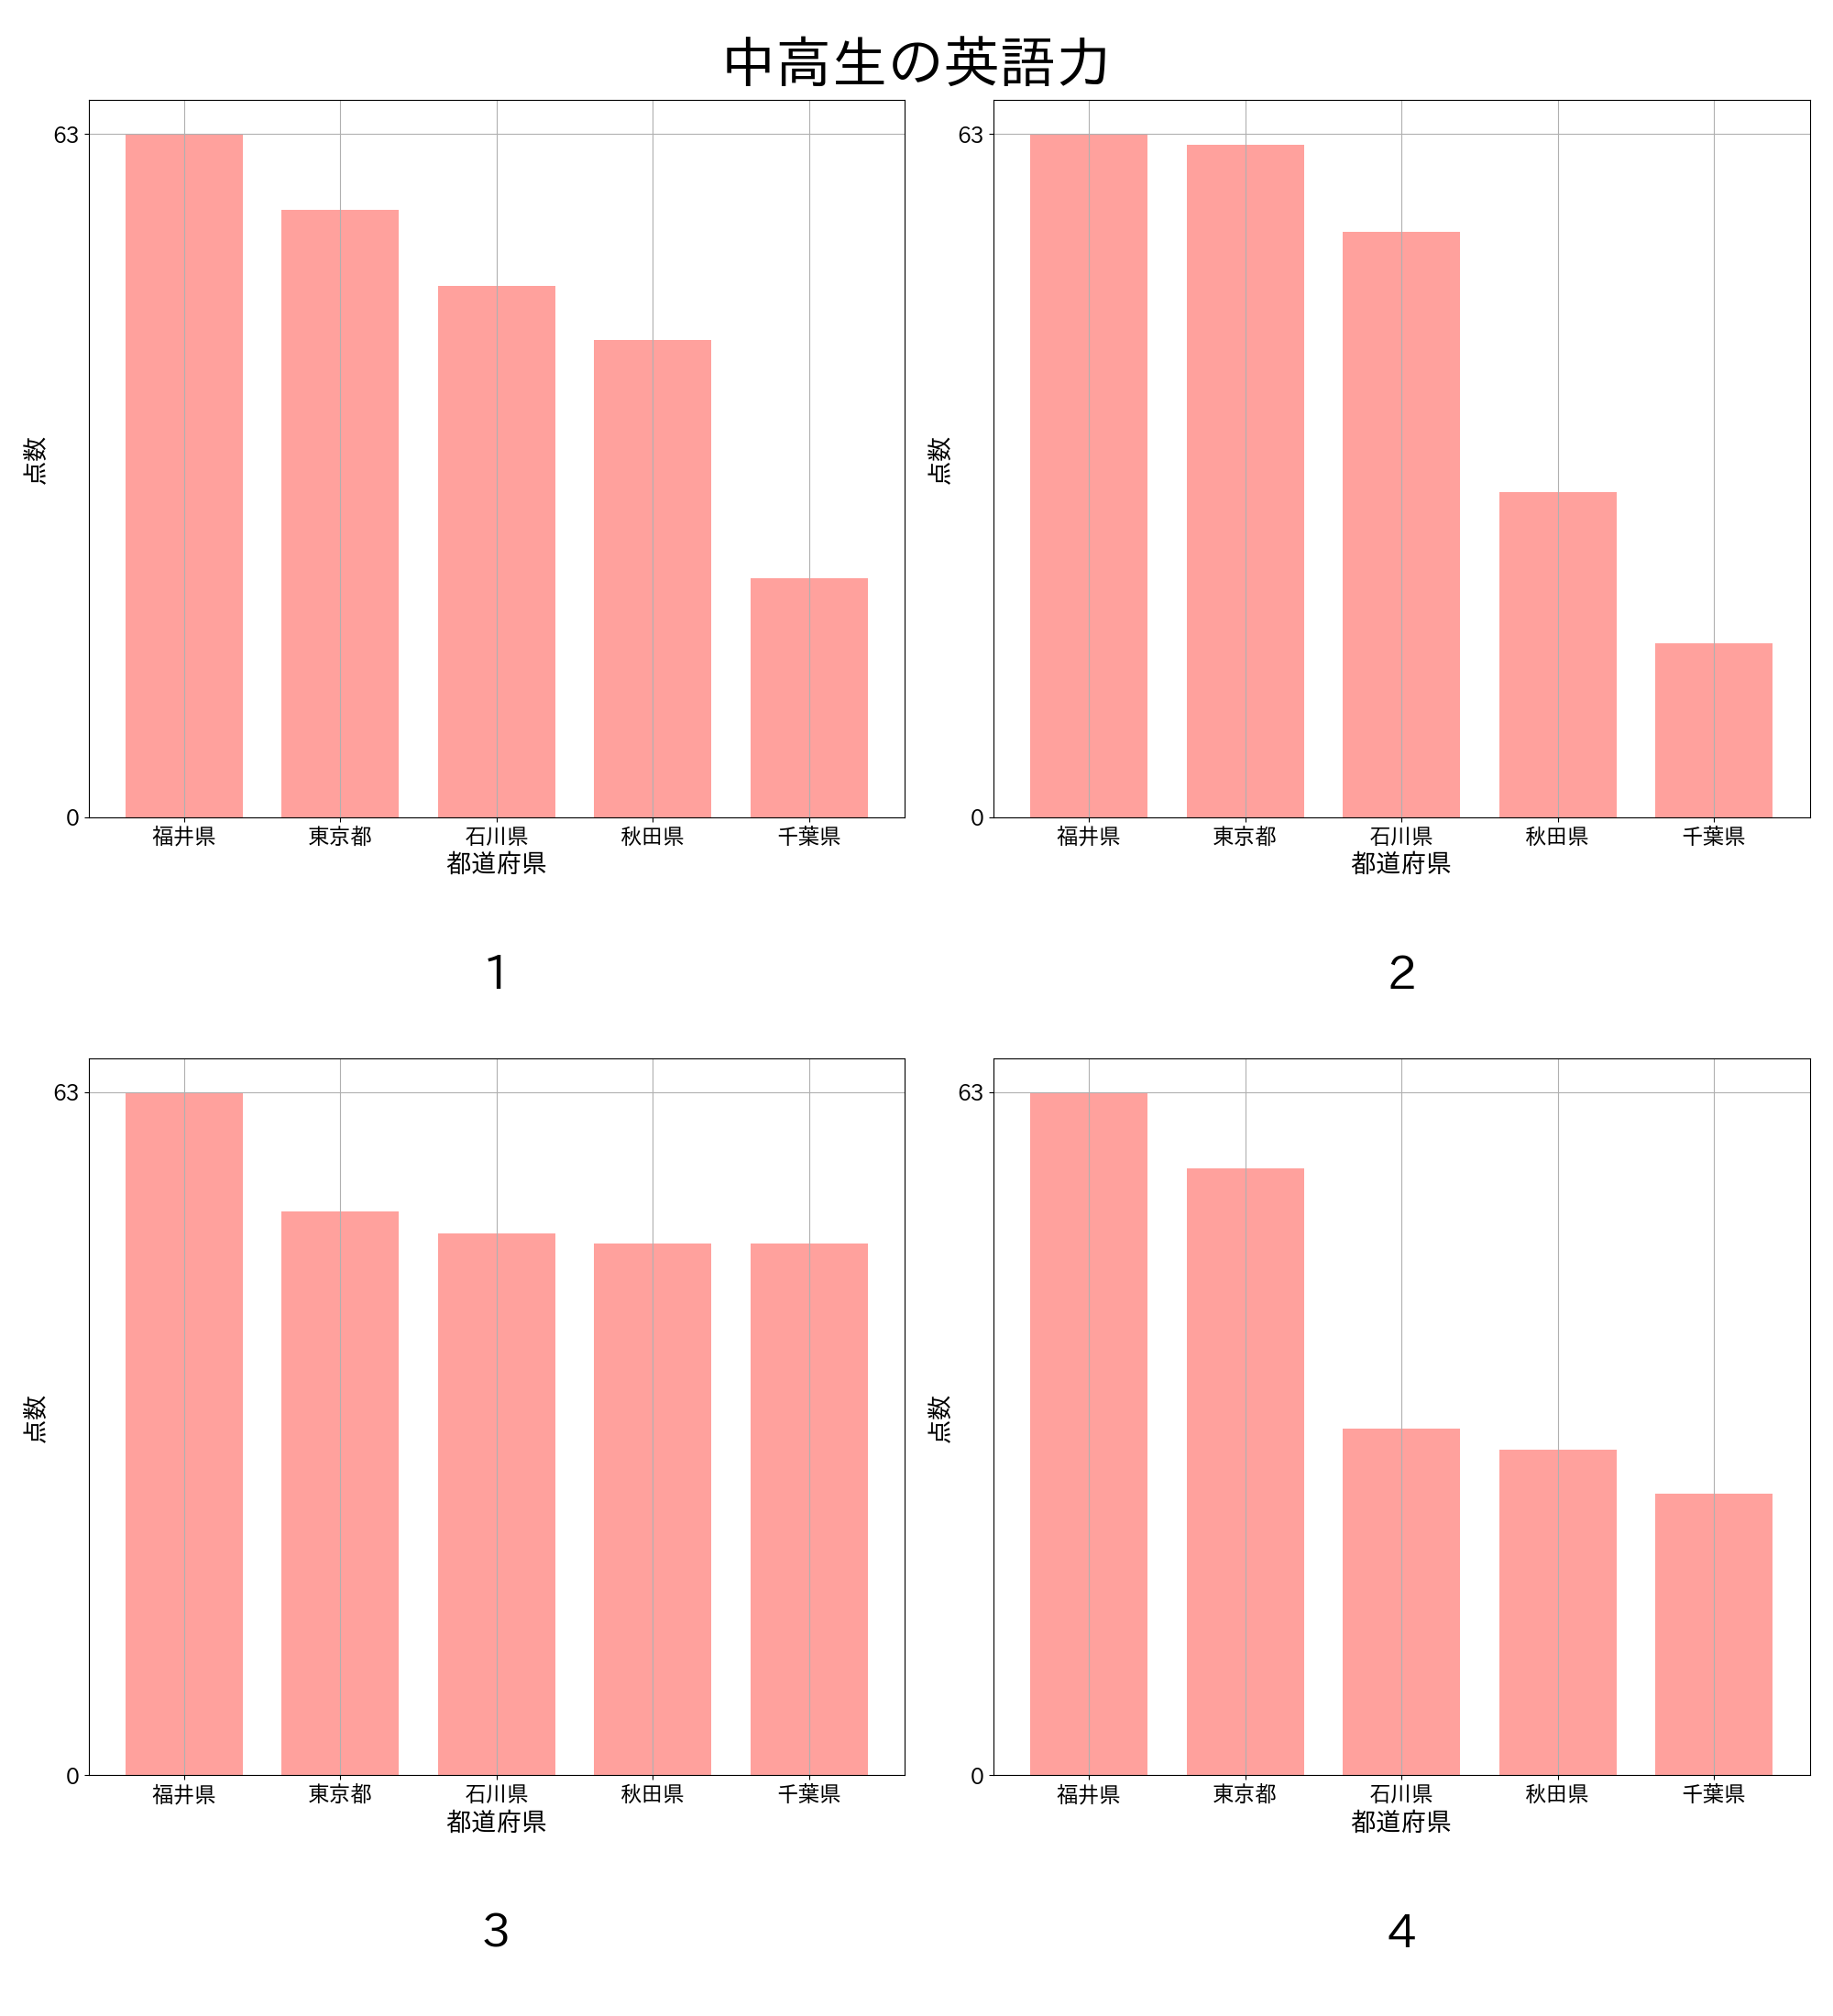 中高生の英語力
63
0
点数
福井県 東京都 石川県 秋田県 千葉県
都道府県
1
63
0
点数
福井県 東京都 石川県 秋田県 千葉県
都道府県
2
63
0
点数
福井県 東京都 石川県 秋田県 千葉県
都道府県
3
63
0
点数
福井県 東京都 石川県 秋田県 千葉県
都道府県
4